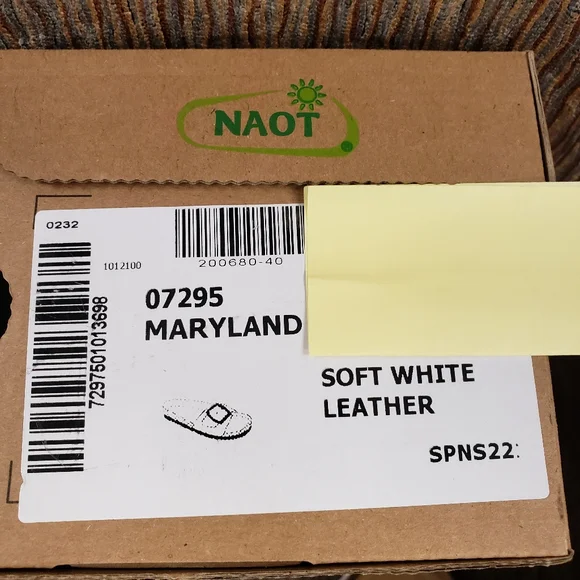 NAOT
0232
1012100
200680-40
7297501013698
07295
MARYLAND
SOFT WHITE
LEATHER
SPNS22: